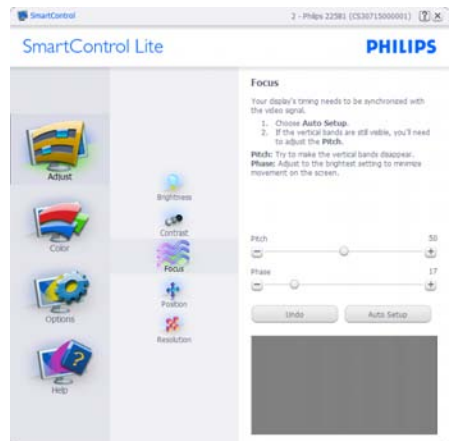 SmartControl
2 - Philips 225B1 (CS30715000001)
SmartControl Lite
PHILIPS
Adjust
Color
Options
Help
Brightness
Contrast
Focus
Position
Resolution
Focus
Your display's timing needs to be synchronized with
the video signal.
1. Choose Auto Setup.
2. If the vertical bands are still visible, you'll need
to adjust the Pitch.
Pitch: Try to make the vertical bands disappear.
Phase: Adjust to the brightest setting to minimize
movement on the screen.
Pitch 50
Phase 17
Undo Auto Setup